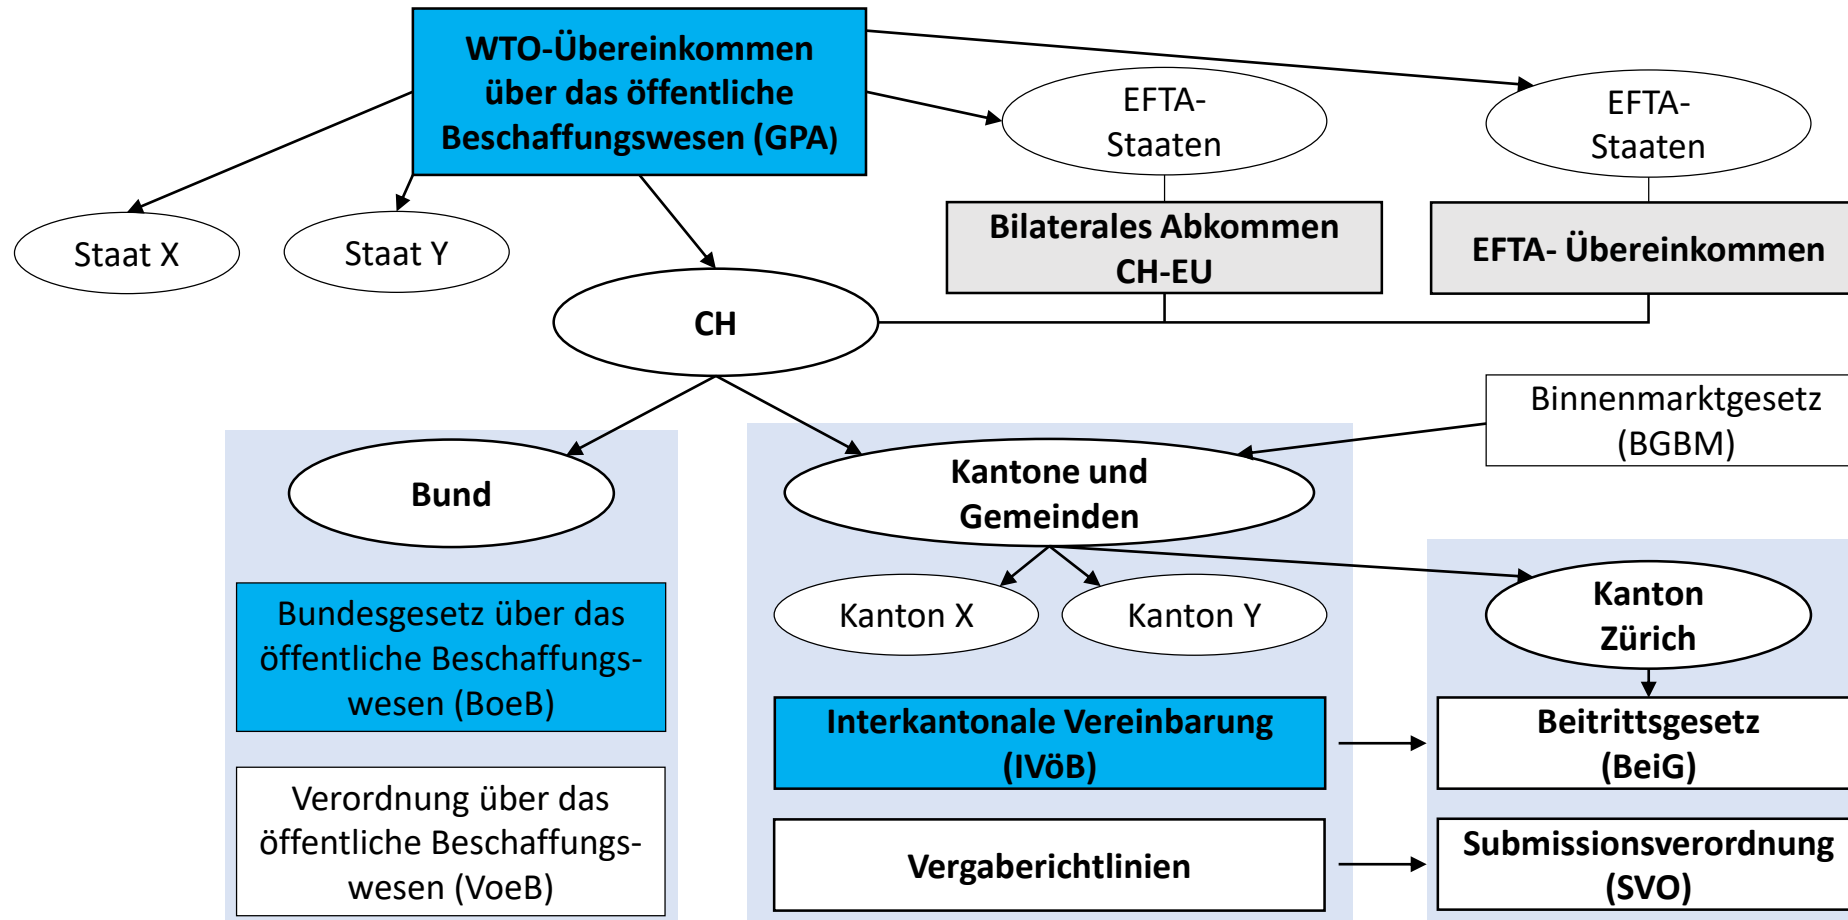 WTO-Übereinkommen
über das öffentliche
Beschaffungswesen (GPA)
EFTA-
Staaten
EFTA-
Staaten
Staat X
Staat Y
Bilaterales Abkommen
CH-EU
EFTA- Übereinkommen
CH
Binnenmarktgesetz
(BGBM)
Bund
Kantone und
Gemeinden
Kanton X
Kanton Y
Kanton
Zürich
Bundesgesetz über das
öffentliche Beschaffungs-
wesen (BoeB)
Interkantonale Vereinbarung
(IVöB)
Beitrittsgesetz
(BeiG)
Verordnung über das
öffentliche Beschaffungs-
wesen (VoeB)
Vergaberichtlinien
Submissionsverordnung
(SVO)